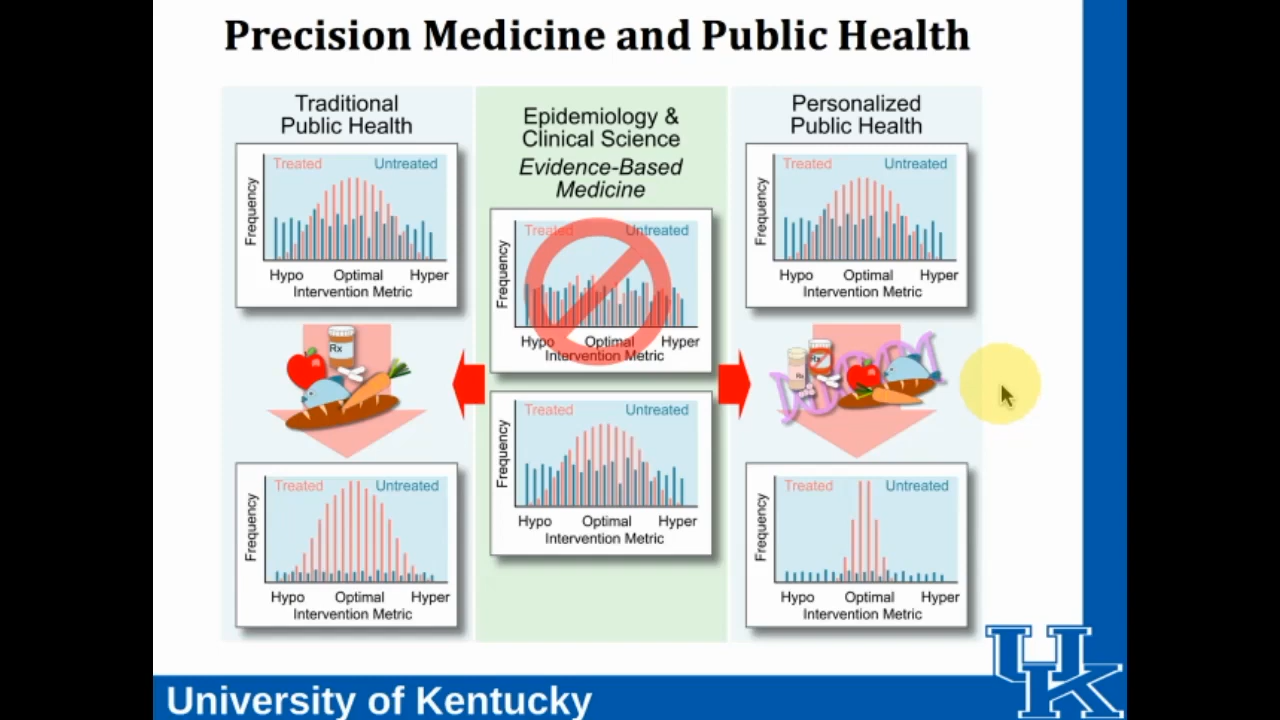 Precision Medicine and Public Health
Traditional
Public Health
Treated Untreated
Frequency
Hypo Optimal Hyper
Intervention Metric
Rx
Treated Untreated
Frequency
Hypo Optimal Hyper
Intervention Metric
Epidemiology &
Clinical Science
Evidence-Based
Medicine
Treated Untreated
Frequency
Hypo Optimal Hyper
Intervention Metric
Treated Untreated
Frequency
Hypo Optimal Hyper
Intervention Metric
Personalized
Public Health
Treated Untreated
Frequency
Hypo Optimal Hyper
Intervention Metric
Rx
Rx
Treated Untreated
Frequency
Hypo Optimal Hyper
Intervention Metric
UK
University of Kentucky